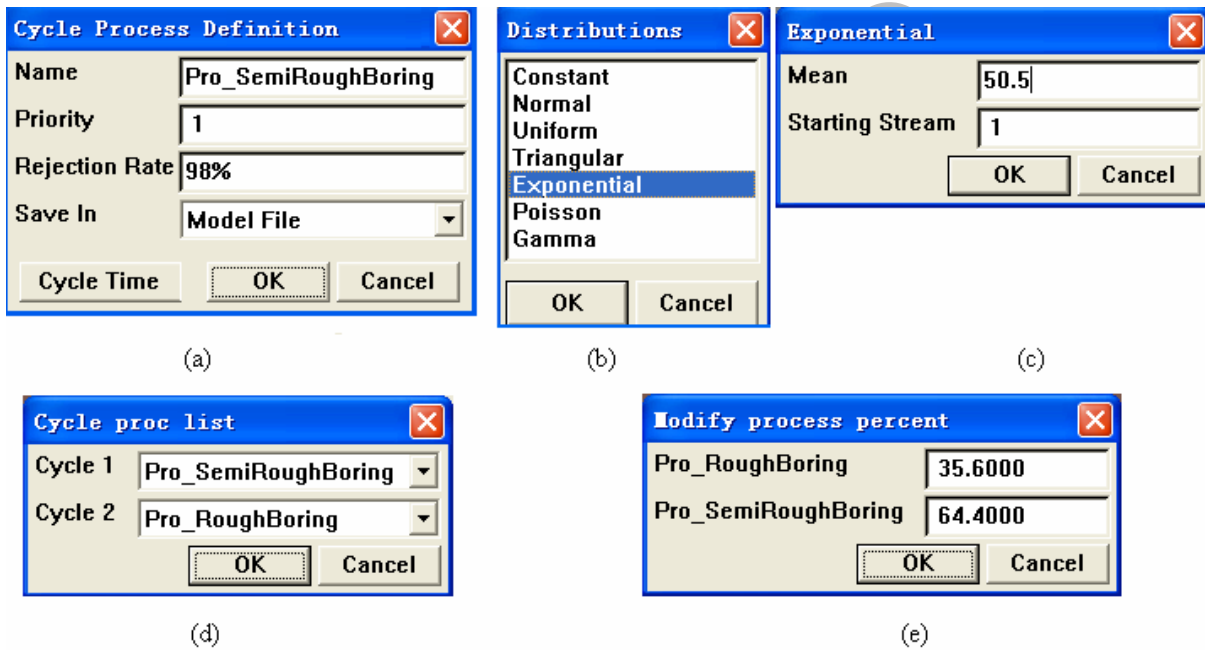 Cycle Process Definition
Name Pro_SemiRoughBoring
Priority 1
Rejection Rate 98%
Save In Model File
Cycle Time OK Cancel
(a)
Distributions
Constant
Normal
Uniform
Triangular
Exponential
Poisson
Gamma
OK Cancel
(b)
Exponential
Mean 50.5
Starting Stream 1
OK Cancel
(c)
Cycle proc list
Cycle 1 Pro_SemiRoughBoring
Cycle 2 Pro_RoughBoring
OK Cancel
(d)
Modify process percent
Pro_RoughBoring 35.6000
Pro_SemiRoughBoring 64.4000
OK Cancel
(e)